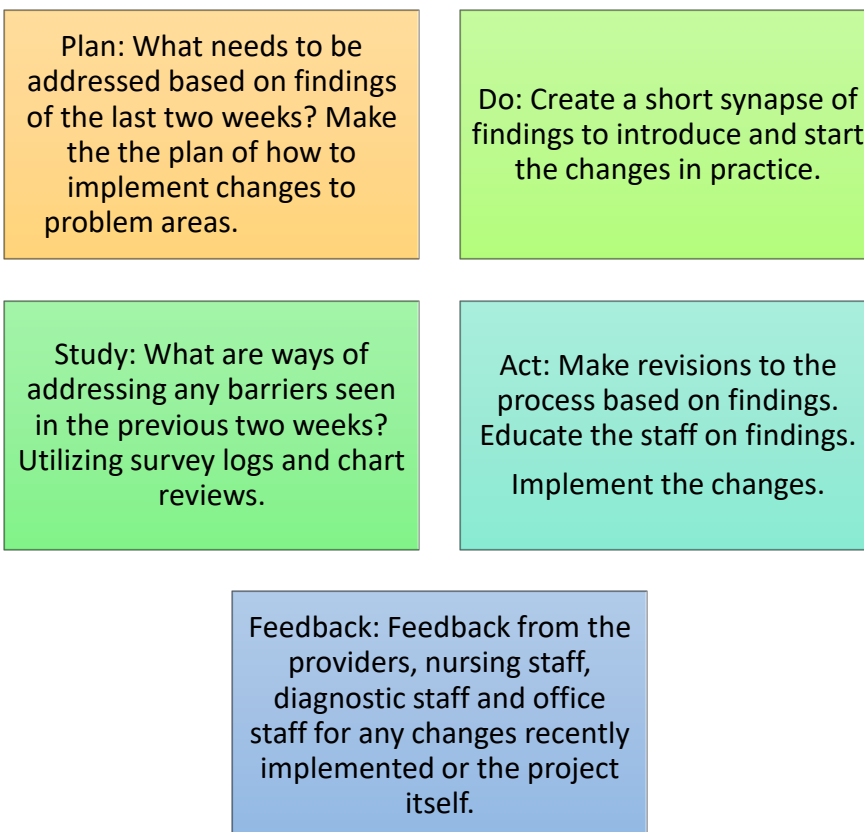 Plan: What needs to be
addressed based on findings
of the last two weeks? Make
the the plan of how to
implement changes to
problem areas.
Do: Create a short synapse of
findings to introduce and start
the changes in practice.
Study: What are ways of
addressing any barriers seen
in the previous two weeks?
Utilizing survey logs and chart
reviews.
Act: Make revisions to the
process based on findings.
Educate the staff on findings.
Implement the changes.
Feedback: Feedback from the
providers, nursing staff,
diagnostic staff and office
staff for any changes recently
implemented or the project
itself.